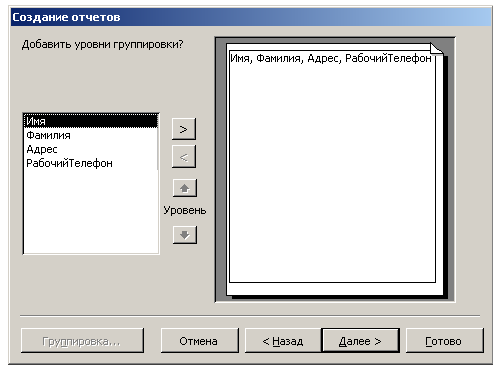 Создание отчетов
Добавить уровни группировки?
Имя, Фамилия, Адрес, РабочийТелефон
Имя
Фамилия
Адрес
РабочийТелефон
>
<
Уровень
Группировка...
Отмена
< Назад
Далее >
Готово